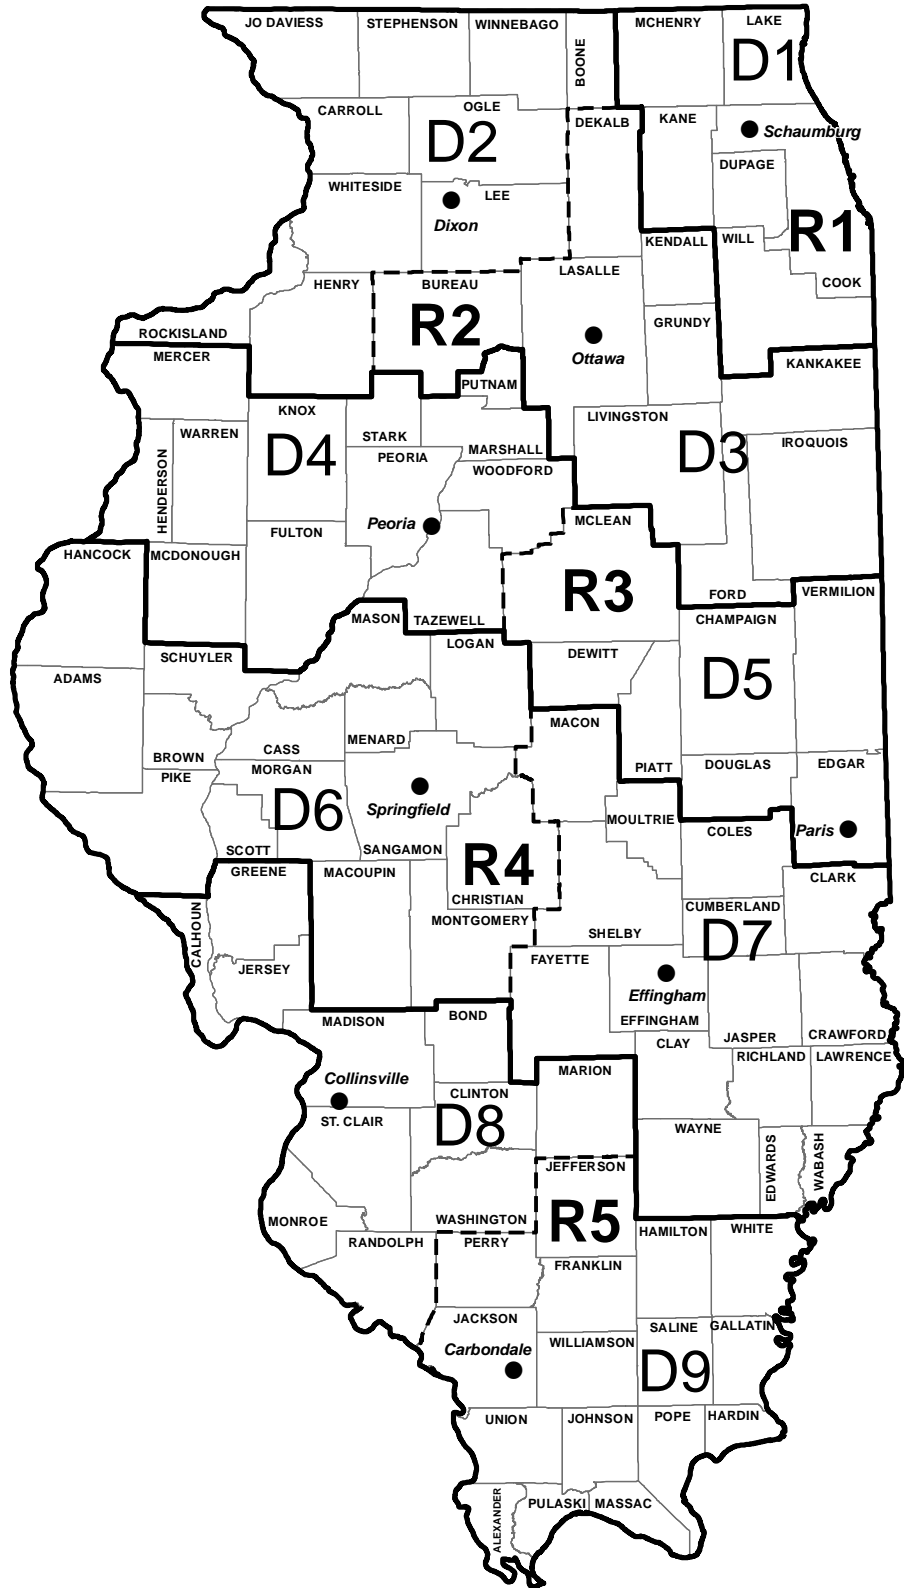 JO DAVIESS
STEPHENSON
WINNEBAGO
BOONE
MCHENRY
LAKE
D1
CARROLL
OGLE
D2
DEKALB
KANE
Schaumburg
DUPAGE
WHITESIDE
LEE
Dixon
R1
KENDALL
WILL
COOK
HENRY
BUREAU
LASALLE
R2
GRUNDY
ROCKISLAND
MERCER
Ottawa
KANKAKEE
PUTNAM
KNOX
LIVINGSTON
WARREN
D4
STARK
D3
IROQUOIS
PEORIA
MARSHALL
WOODFORD
HENDERSON
Peoria
MCLEAN
FULTON
HANCOCK
MCDONOUGH
R3
FORD
VERMILION
MASON
TAZEWELL
CHAMPAIGN
LOGAN
SCHUYLER
DEWITT
ADAMS
D5
MACON
MENARD
CASS
BROWN
PIKE
MORGAN
PIATT
DOUGLAS
EDGAR
Springfield
D6
MOULTRIE
COLES
Paris
SCOTT
SANGAMON
R4
GREENE
MACOUPIN
CLARK
CHRISTIAN
CUMBERLAND
MONTGOMERY
CALHOUN
SHELBY
D7
FAYETTE
JERSEY
Effingham
BOND
MADISON
EFFINGHAM
JASPER
CRAWFORD
CLAY
RICHLAND
LAWRENCE
MARION
Collinsville
CLINTON
ST. CLAIR
D8
WAYNE
EDWARDS
WABASH
JEFFERSON
R5
MONROE
WASHINGTON
HAMILTON
WHITE
RANDOLPH
PERRY
FRANKLIN
JACKSON
SALINE
GALLATIN
Carbondale
WILLIAMSON
D9
UNION
JOHNSON
POPE
HARDIN
ALEXANDER
PULASKI
MASSAC